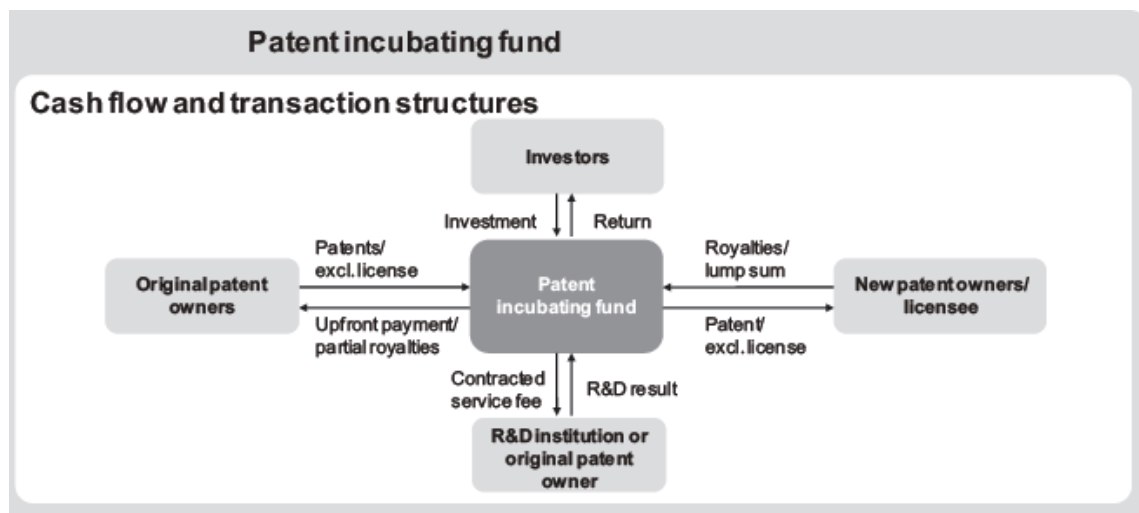 Patent incubating fund
Cash flow and transaction structures
Investors
Investment
Return
Patents/
excl. license
Royalties/
lump sum
Original patent
owners
Patent
incubating fund
New patent owners/
licensee
Upfront payment/
partial royalties
Patent/
excl. license
Contracted
service fee
R&D result
R&D institution or
original patent
owner